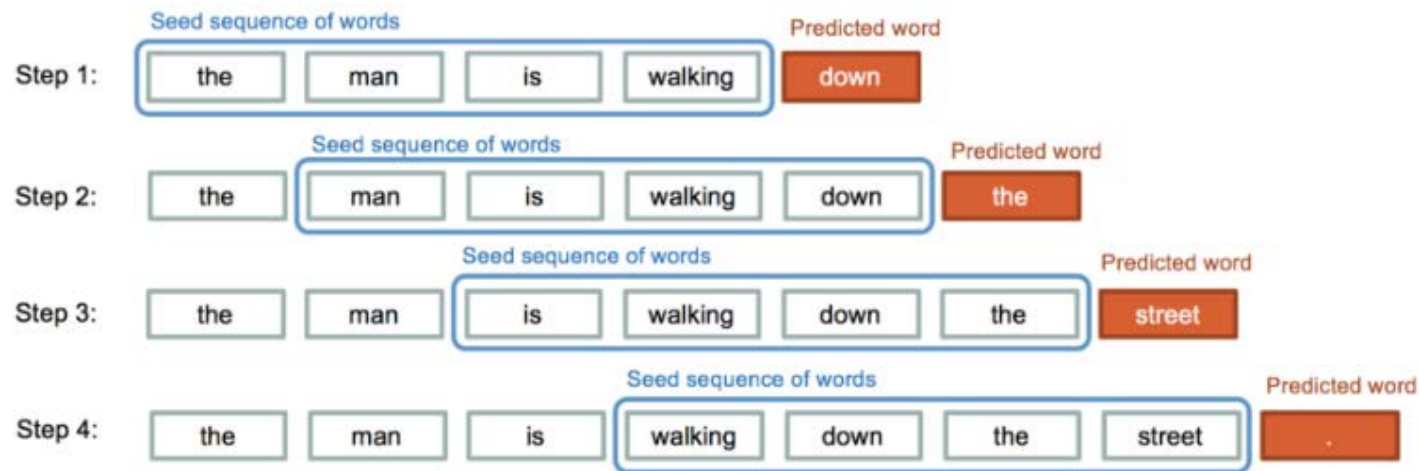 Seed sequence of words
Predicted word
Step 1: the man is walking down
Seed sequence of words
Predicted word
Step 2: the man is walking down the
Seed sequence of words
Predicted word
Step 3: the man is walking down the street
Seed sequence of words
Predicted word
Step 4: the man is walking down the street .